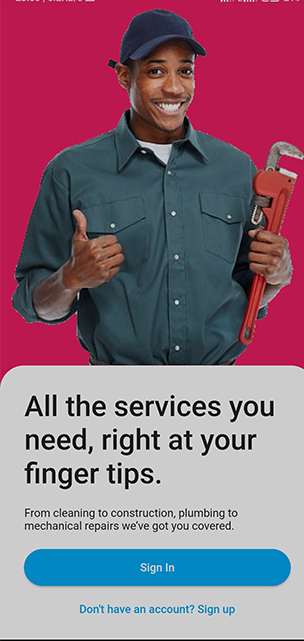 All the services you
need, right at your
finger tips.
From cleaning to construction, plumbing to
mechanical repairs we've got you covered.
Sign In
Don't have an account? Sign up